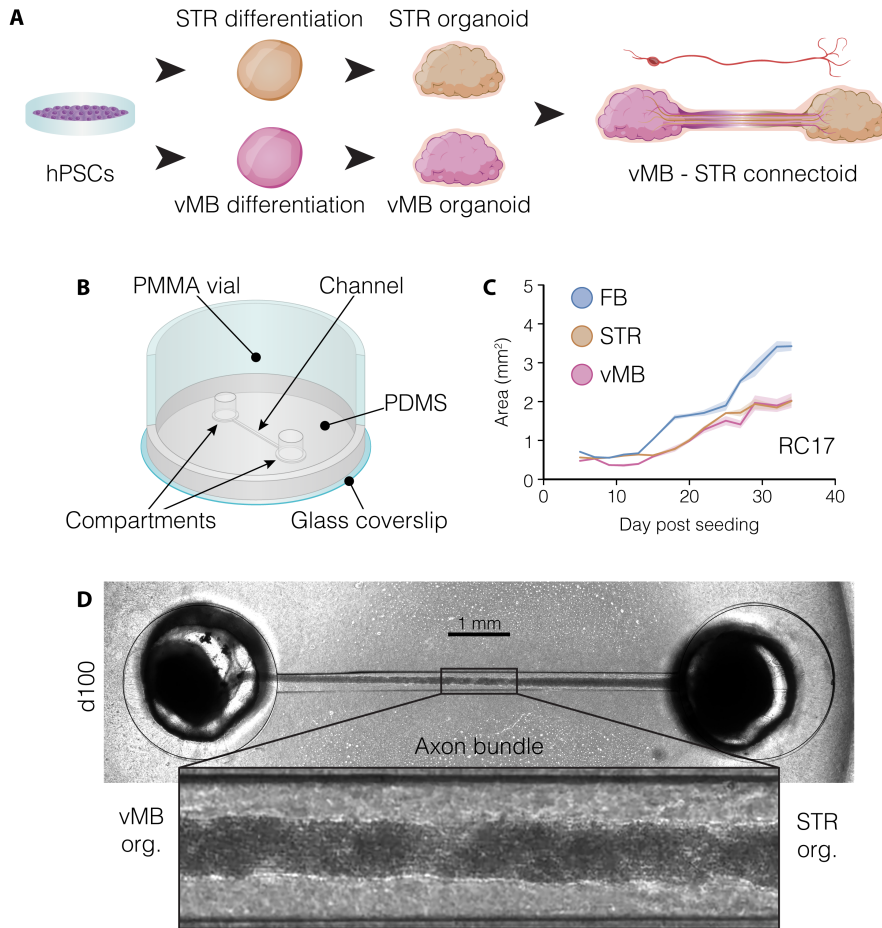 A
STR differentiation
STR organoid
hPSCs
vMB differentiation
vMB organoid
vMB - STR connectoid
B
PMMA vial
Channel
PDMS
Compartments
Glass coverslip
C
Area (mm²)
5
4
3
2
1
0
FB
STR
vMB
RC17
0
10
20
30
40
Day post seeding
D
d100
1 mm
Axon bundle
vMB
org.
STR
org.